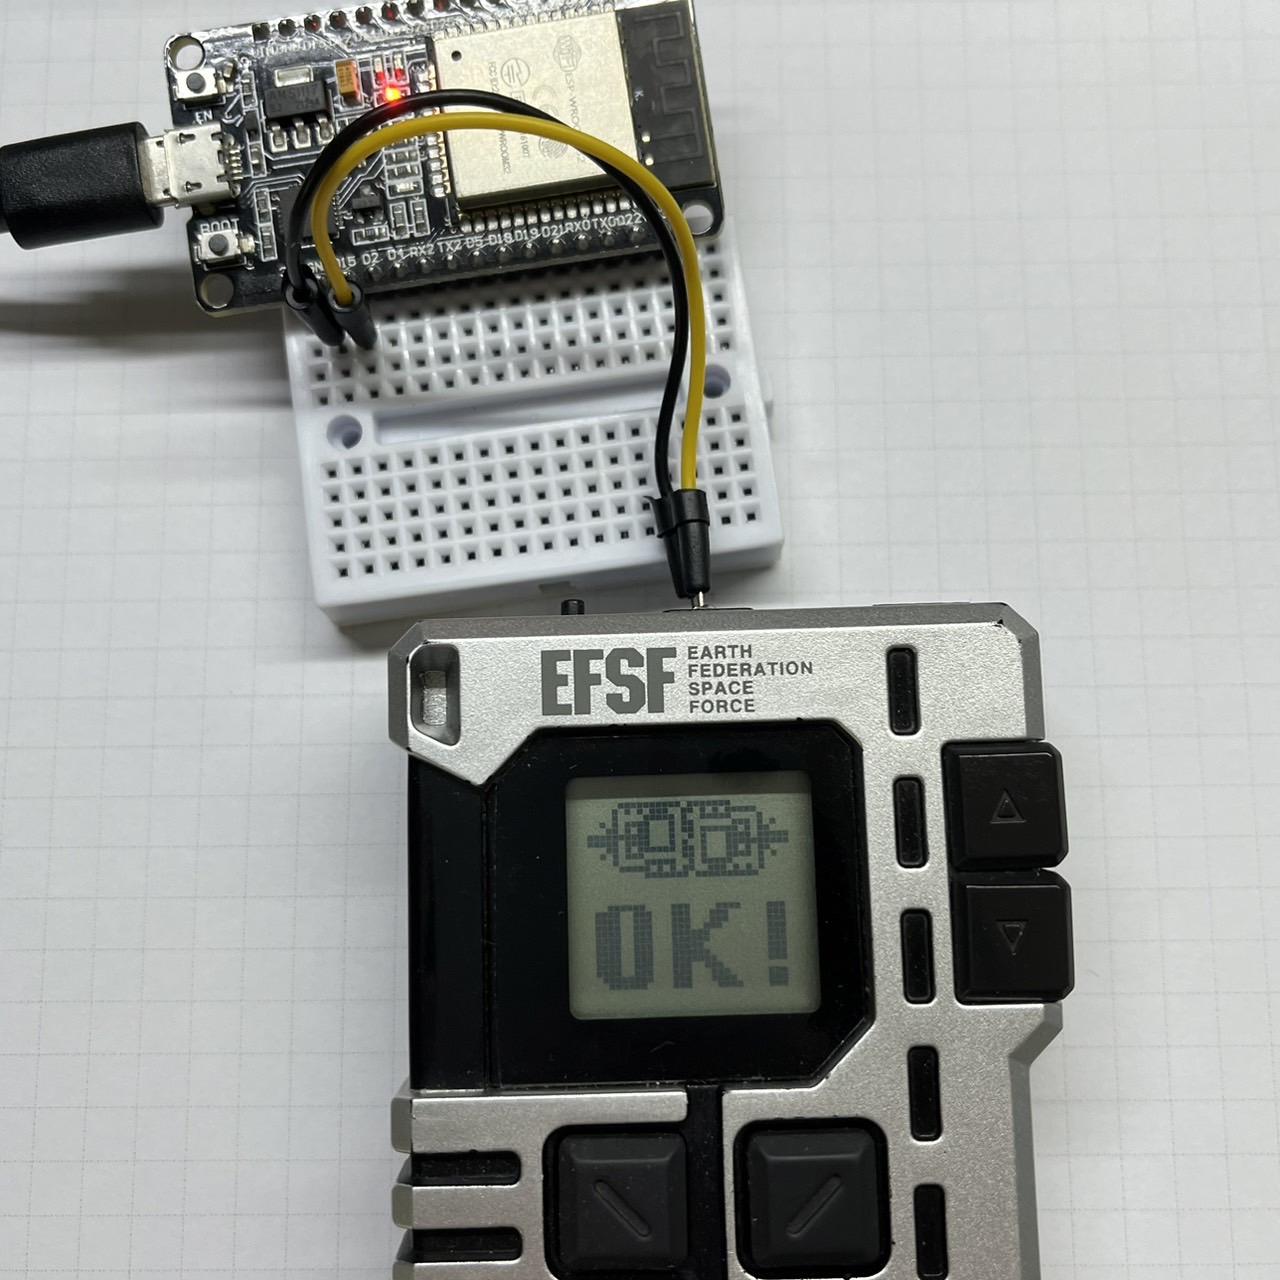 EN
BOOT
D15 D2 D4 RX2 TX2 D5 D18 D19 D21 RX0 TX0 D22
EFSF
EARTH
FEDERATION
SPACE
FORCE
OK!